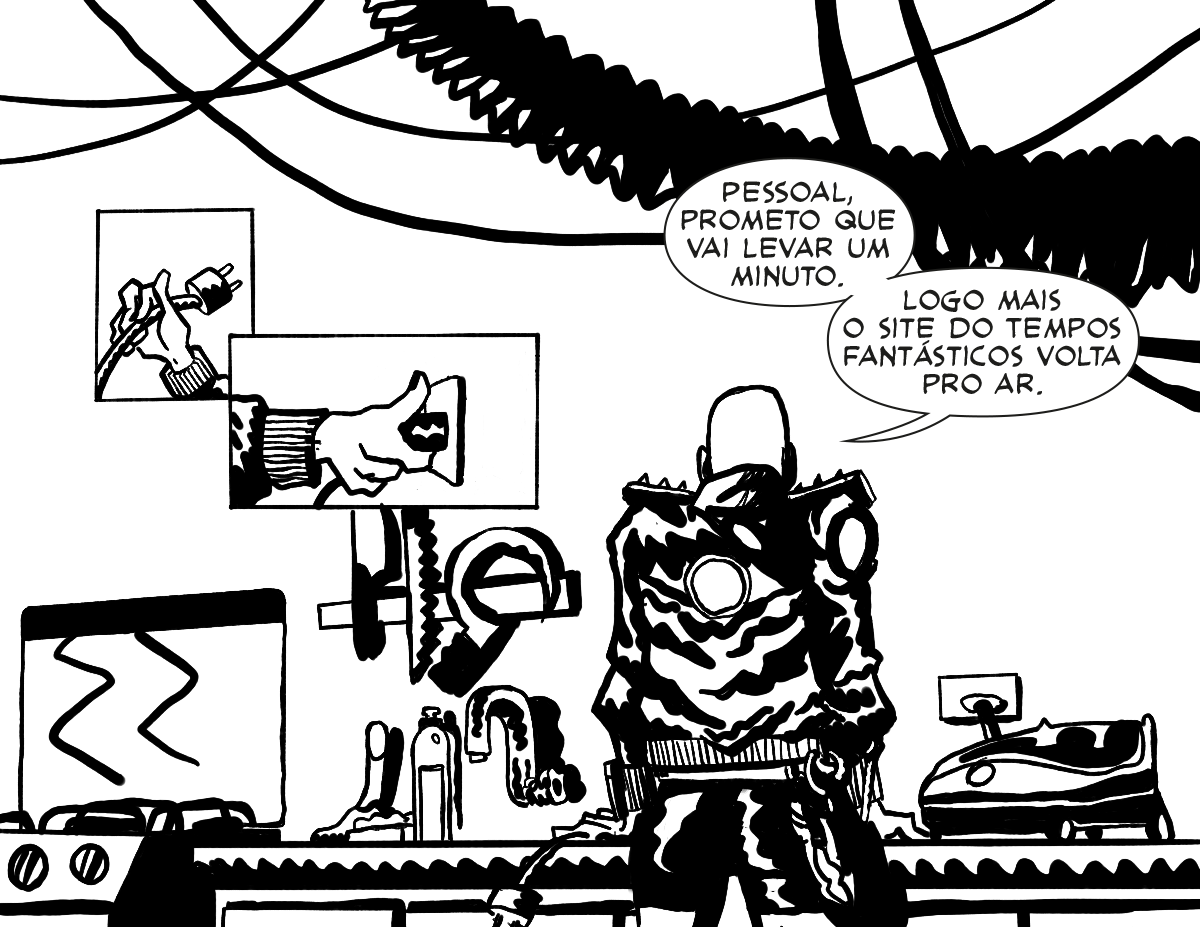 PESSOAL,
PROMETO QUE
VAI LEVAR UM
MINUTO.
LOGO MAIS
O SITE DO TEMPOS
FANTÁSTICOS VOLTA
PRO AR.